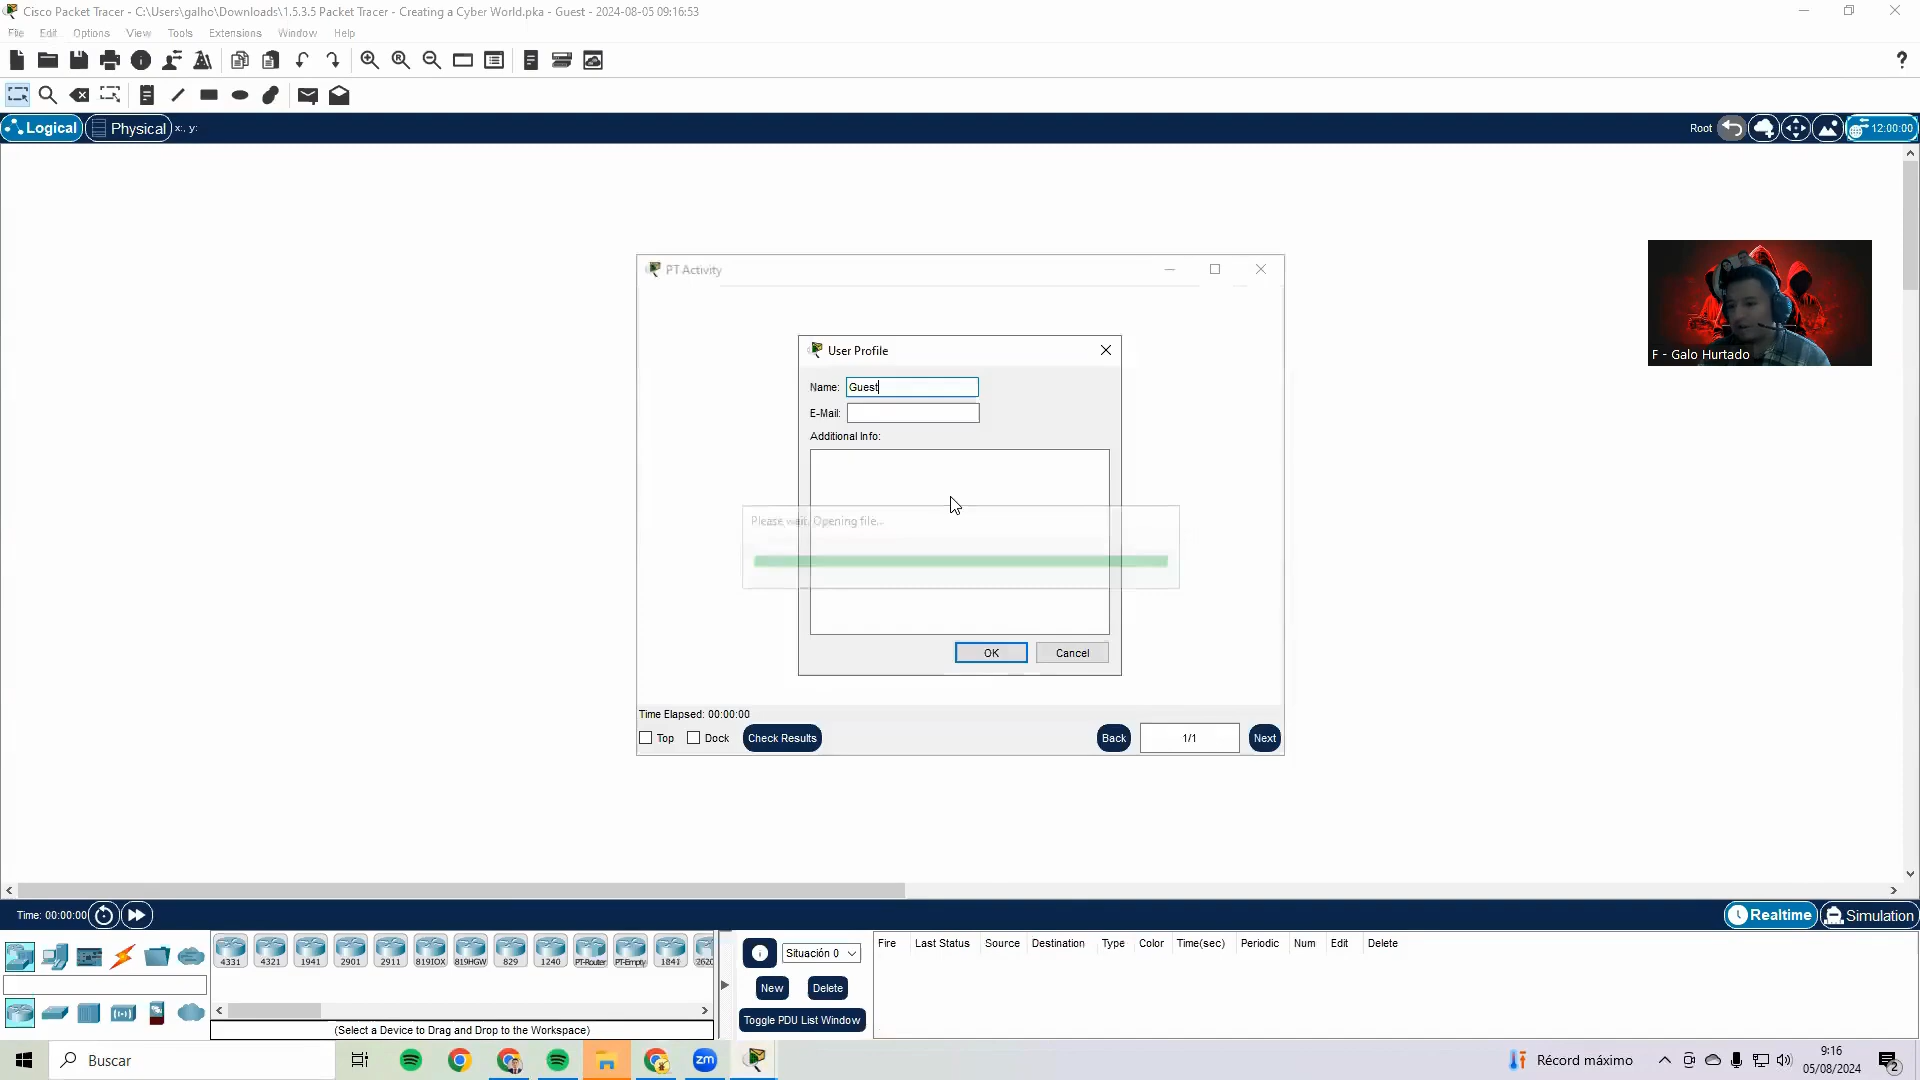 Cisco Packet Tracer - C:\Users\galho\Downloads\1.5.3.5 Packet Tracer - Creating a Cyber World.pka - Guest - 2024-08-05 09:16:53
File Edit Options View Tools Extensions Window Help
Logical Physical x:, y: Root 12:00:00
PT Activity
User Profile
Name: Guest
E-Mail:
Additional Info:
Please wait. Opening file...
OK Cancel
F - Galo Hurtado
Time Elapsed: 00:00:00
Top Dock Check Results Back 1/1 Next
Time: 00:00:00 Realtime Simulation
4331 4321 1941 2901 2911 819IOX 819HGW 829 1240 PT-Router PT-Empty 1841 2620
(Select a Device to Drag and Drop to the Workspace)
Situación 0
New Delete
Toggle PDU List Window
Fire Last Status Source Destination Type Color Time(sec) Periodic Num Edit Delete
Buscar zm Récord máximo 9:16
05/08/2024 2